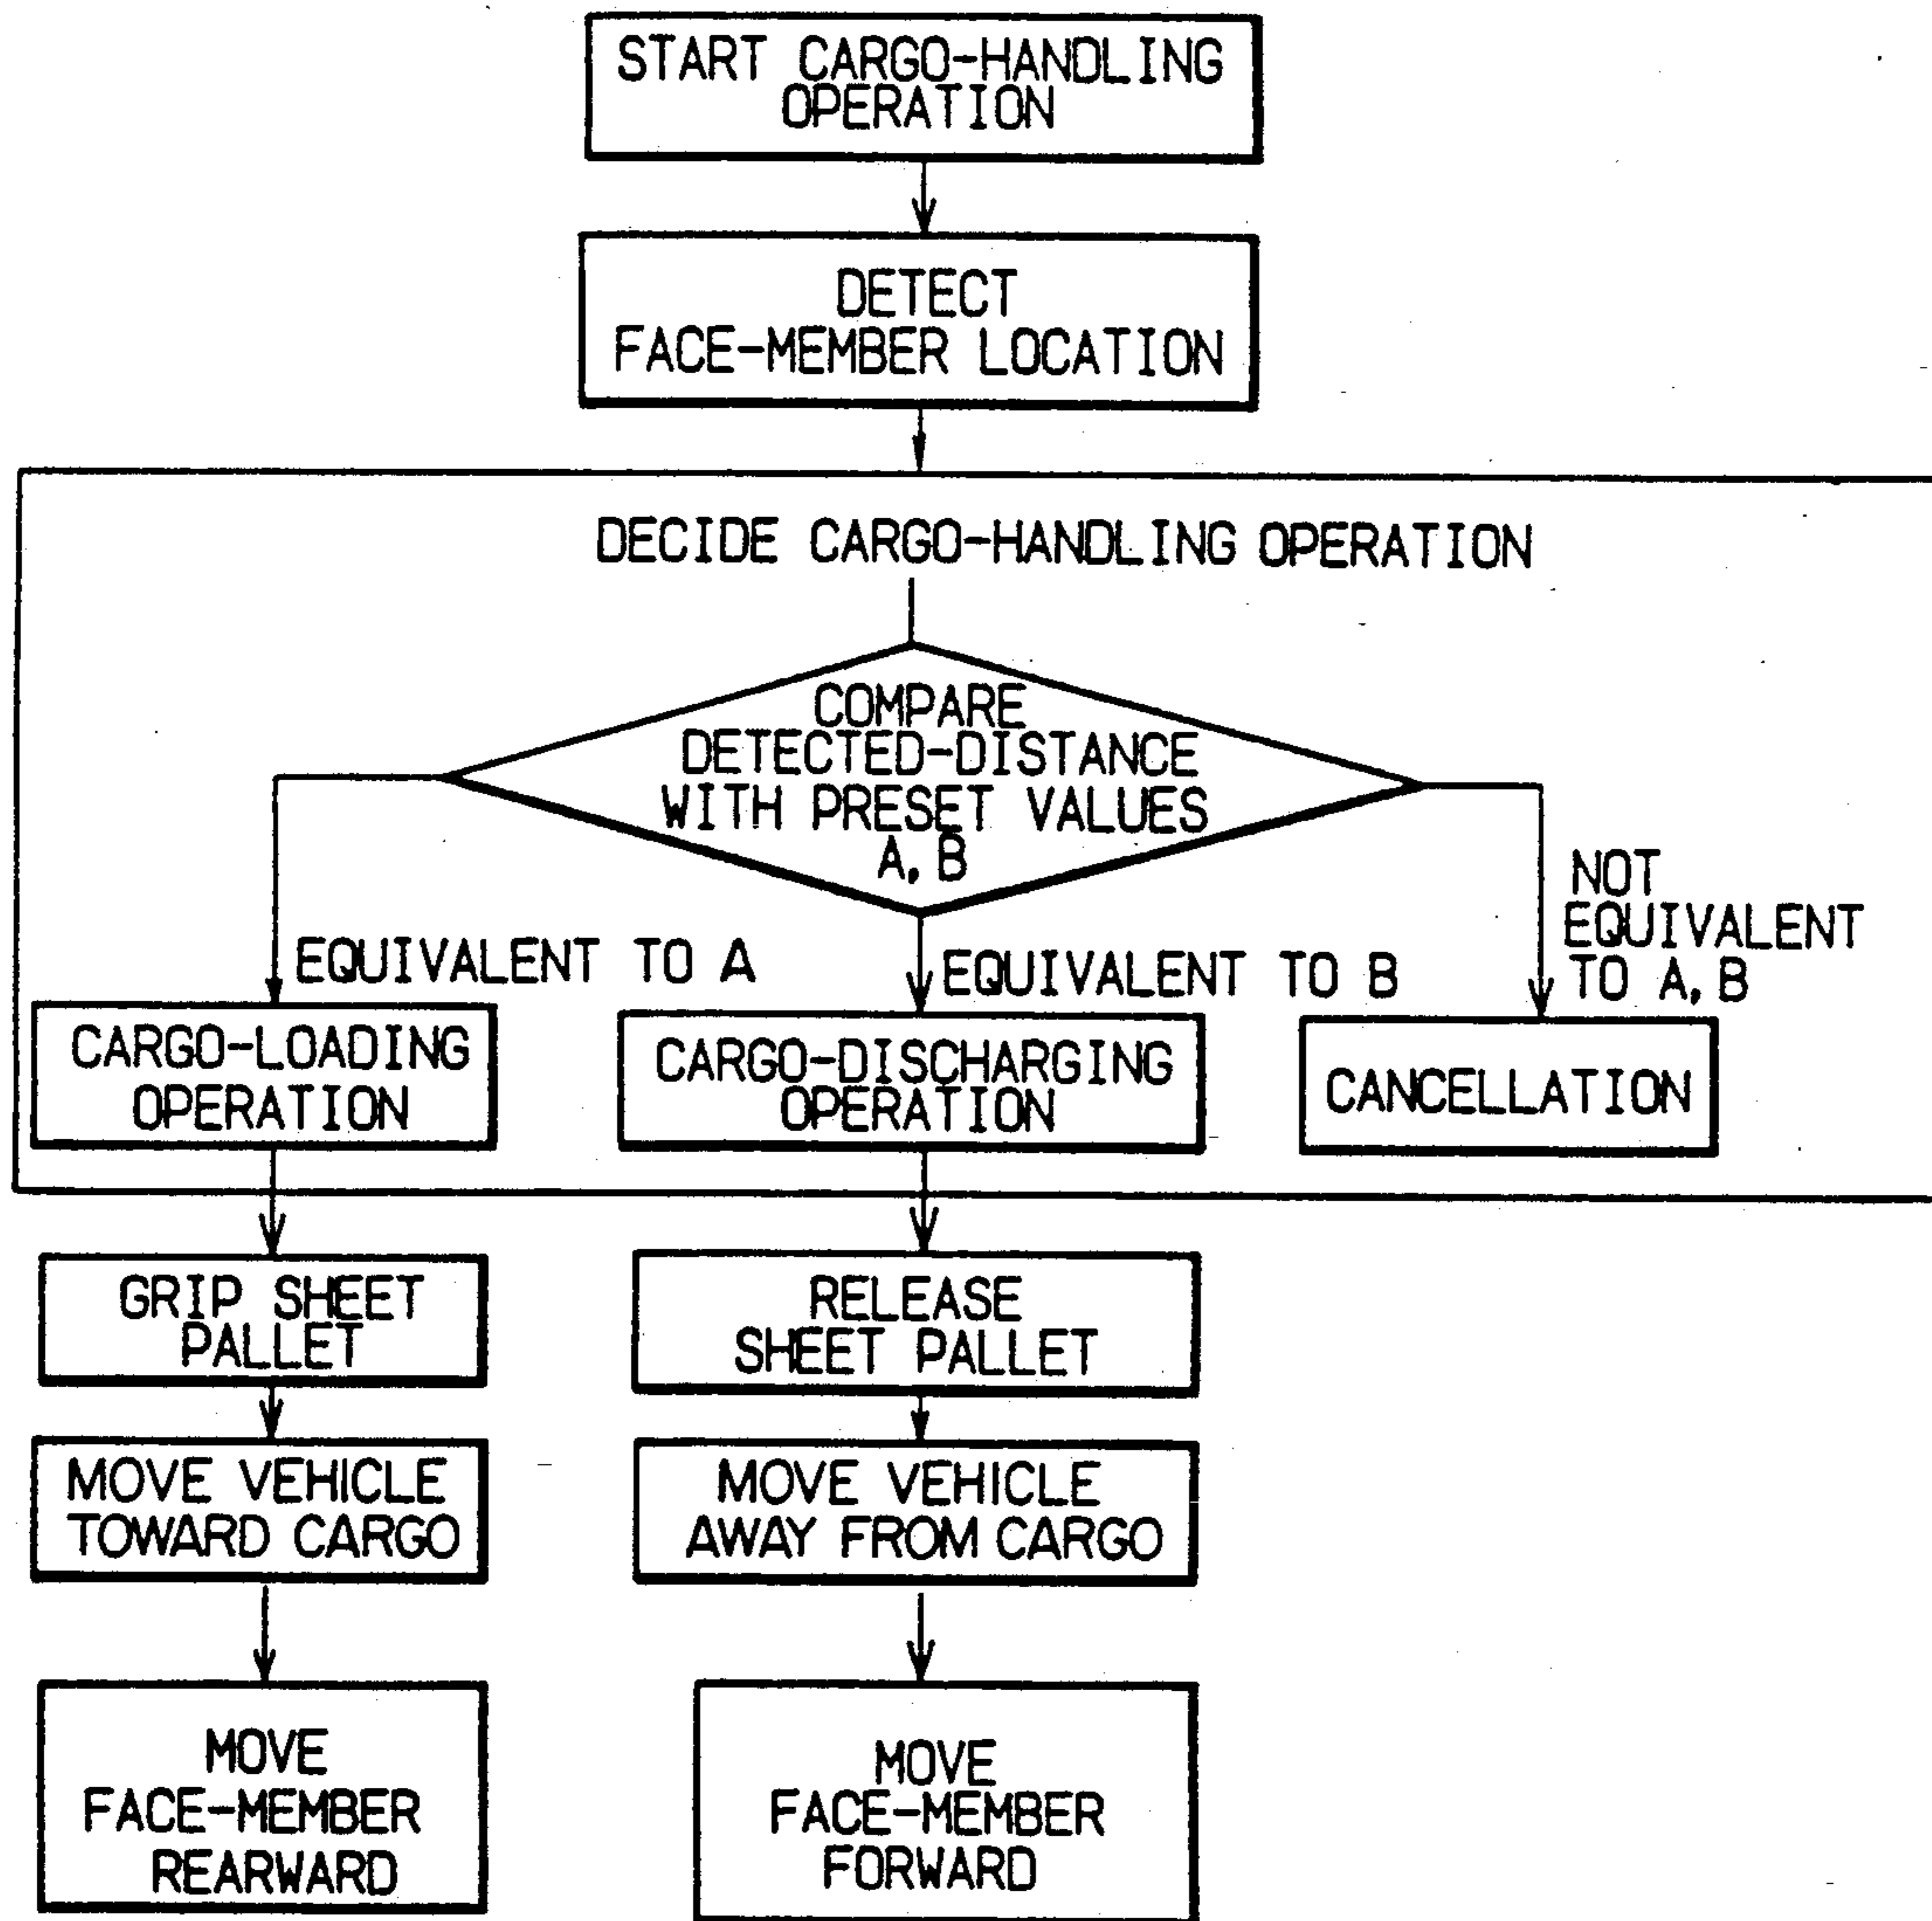 START CARGO-HANDLING
OPERATION
DETECT
FACE-MEMBER LOCATION
DECIDE CARGO-HANDLING OPERATION
COMPARE
DETECTED-DISTANCE
WITH PRESET VALUES
A, B
EQUIVALENT TO A
EQUIVALENT TO B
NOT
EQUIVALENT
TO A, B
CARGO-LOADING
OPERATION
CARGO-DISCHARGING
OPERATION
CANCELLATION
GRIP SHEET
PALLET
RELEASE
SHEET PALLET
MOVE VEHICLE
TOWARD CARGO
MOVE VEHICLE
AWAY FROM CARGO
MOVE
FACE-MEMBER
REARWARD
MOVE
FACE-MEMBER
FORWARD